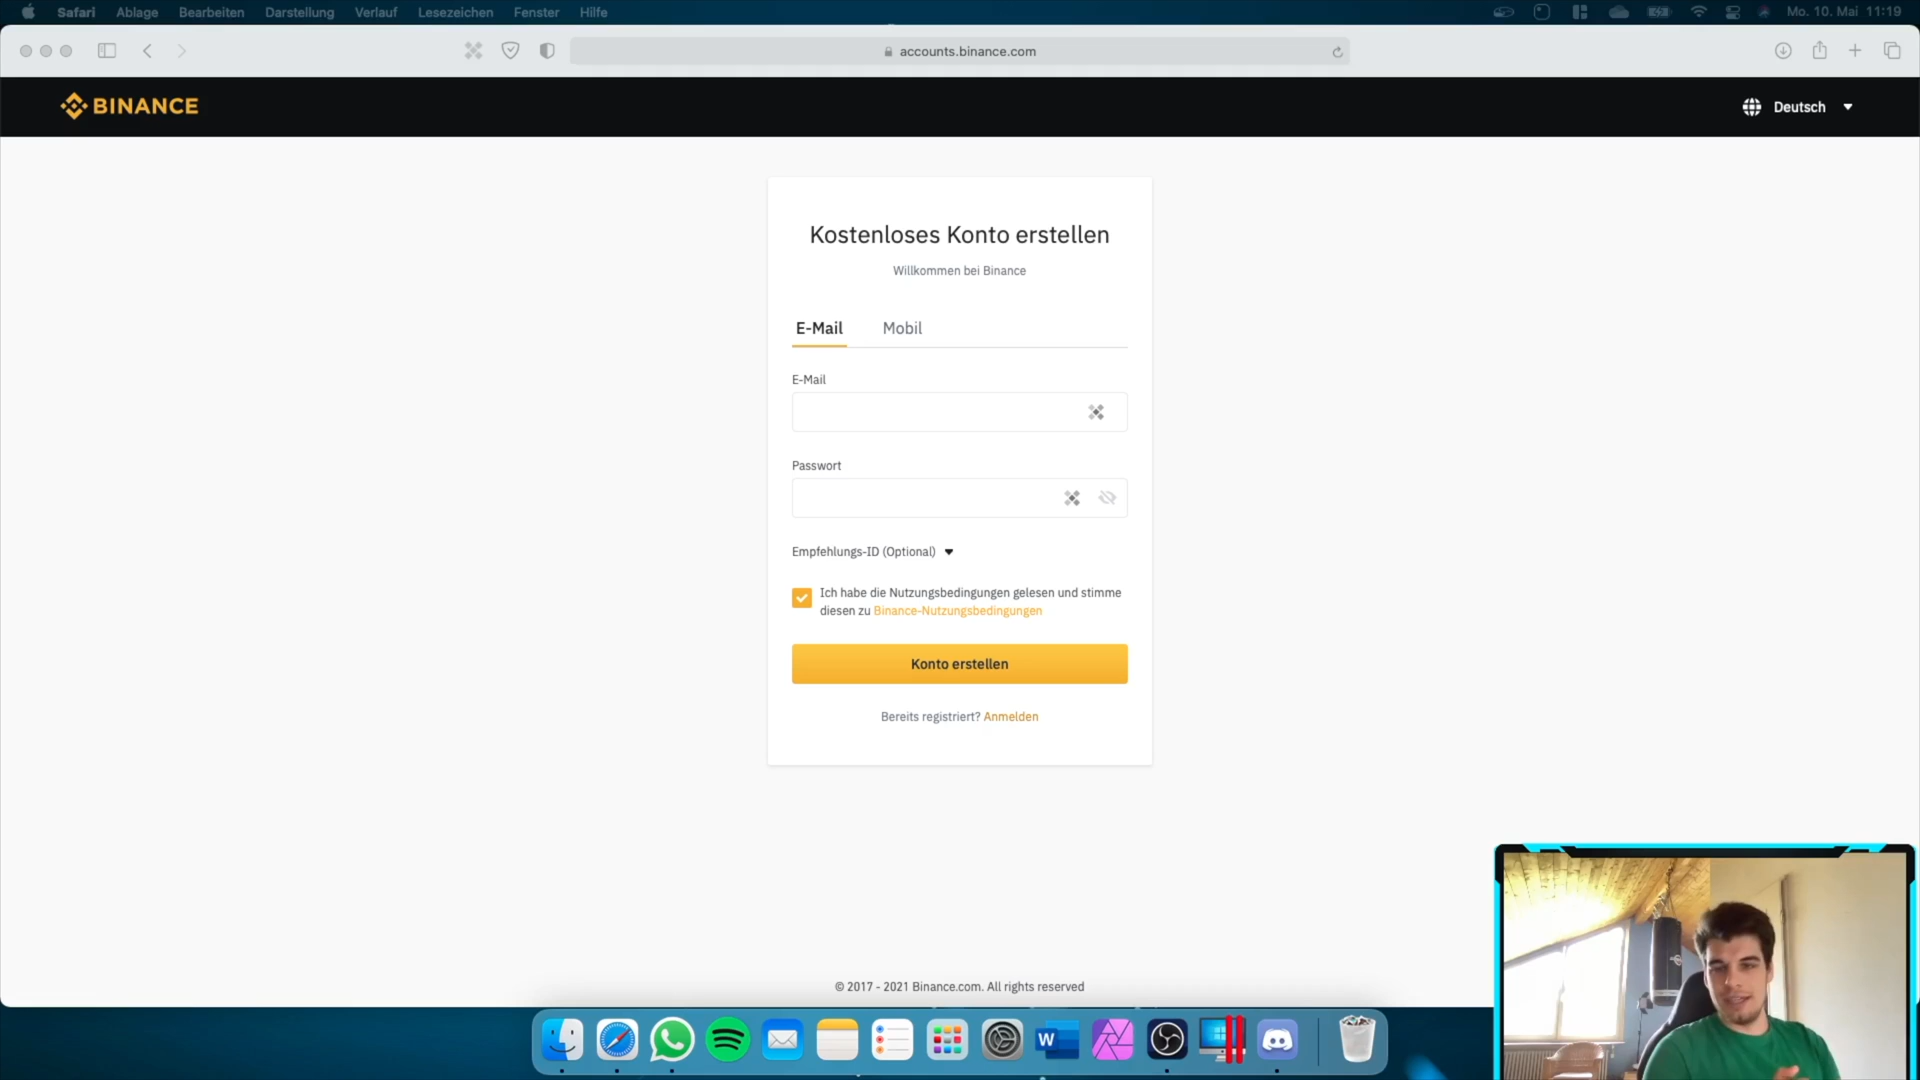 Safari Ablage Bearbeiten Darstellung Verlauf Lesezeichen Fenster Hilfe
Mo. 10. Mai 11:19
accounts.binance.com
BINANCE
Deutsch
Kostenloses Konto erstellen
Willkommen bei Binance
E-Mail Mobil
E-Mail
Passwort
Empfehlungs-ID (Optional)
Ich habe die Nutzungsbedingungen gelesen und stimme
diesen zu Binance-Nutzungsbedingungen
Konto erstellen
Bereits registriert? Anmelden
© 2017 - 2021 Binance.com. All rights reserved
W